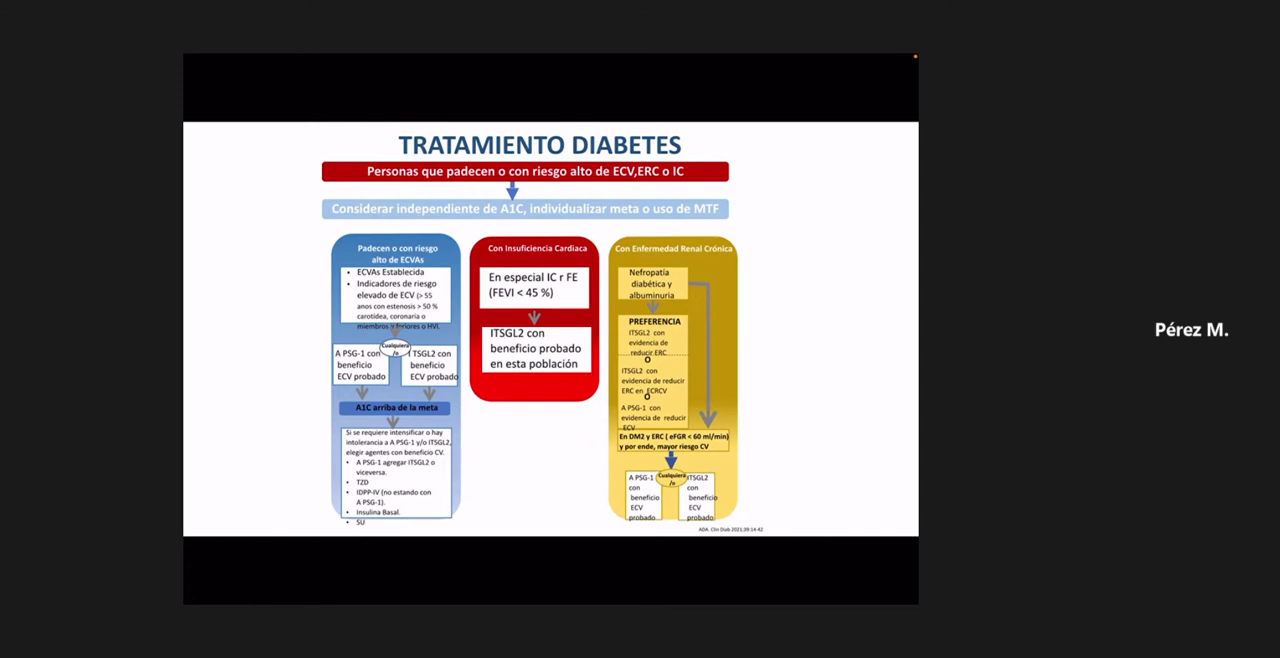 TRATAMIENTO DIABETES
Personas que padecen o con riesgo alto de ECV,ERC o IC
Considerar independiente de A1C, individualizar meta o uso de MTF
Padecen o con riesgo
alto de ECVAs
• ECVAs Establecida
• Indicadores de riesgo
elevado de ECV (> 55
anos con estenosis > 50 %
carotídea, coronaria o
miembros inferiores o HVI.
Cualquiera
/o
A PSG-1 con
beneficio
ECV probado
ITSGL2 con
beneficio
ECV probado
A1C arriba de la meta
Si se requiere intensificar o hay
intolerancia a A PSG-1 y/o ITSGL2,
elegir agentes con beneficio CV.
• A PSG-1 agregar ITSGL2 o
viceversa.
• TZD
• IDPP-IV (no estando con
A PSG-1).
• Insulina Basal.
• SU
Con Insuficiencia Cardiaca
En especial IC r FE
(FEVI < 45 %)
ITSGL2 con
beneficio probado
en esta población
Con Enfermedad Renal Crónica
Nefropatía
diabética y
albuminuria
PREFERENCIA
ITSGL2 con
evidencia de
reducir ERC
O
ITSGL2 con
evidencia de reducir
ERC en ECRCV
O
A PSG-1 con
evidencia de reducir
ECV
En DM2 y ERC ( eFGR < 60 ml/min)
y por ende, mayor riesgo CV
Cualquiera
/o
A PSG-1
con
beneficio
ECV
probado
ITSGL2
con
beneficio
ECV
probado
ADA. Clin Diab 2021;39:14-42
Pérez M.